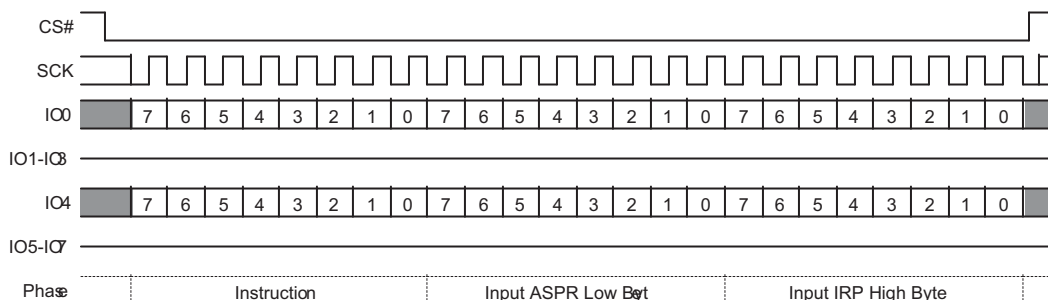 CS#
SCK
IO0 7 6 5 4 3 2 1 0 7 6 5 4 3 2 1 0 7 6 5 4 3 2 1 0
IO1-IO3
IO4 7 6 5 4 3 2 1 0 7 6 5 4 3 2 1 0 7 6 5 4 3 2 1 0
IO5-IO7
Phase Instruction Input ASPR Low Byt Input IRP High Byte